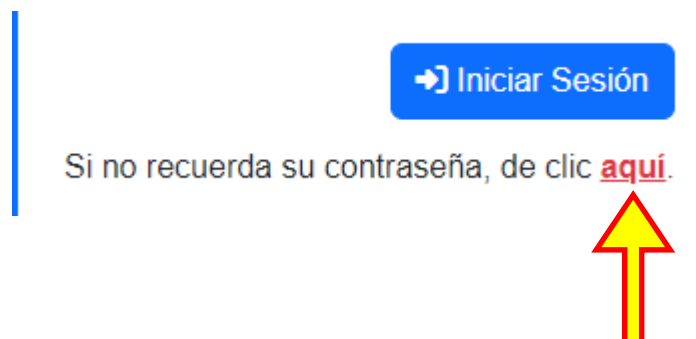 Iniciar Sesión
Si no recuerda su contraseña, de clic aquí.